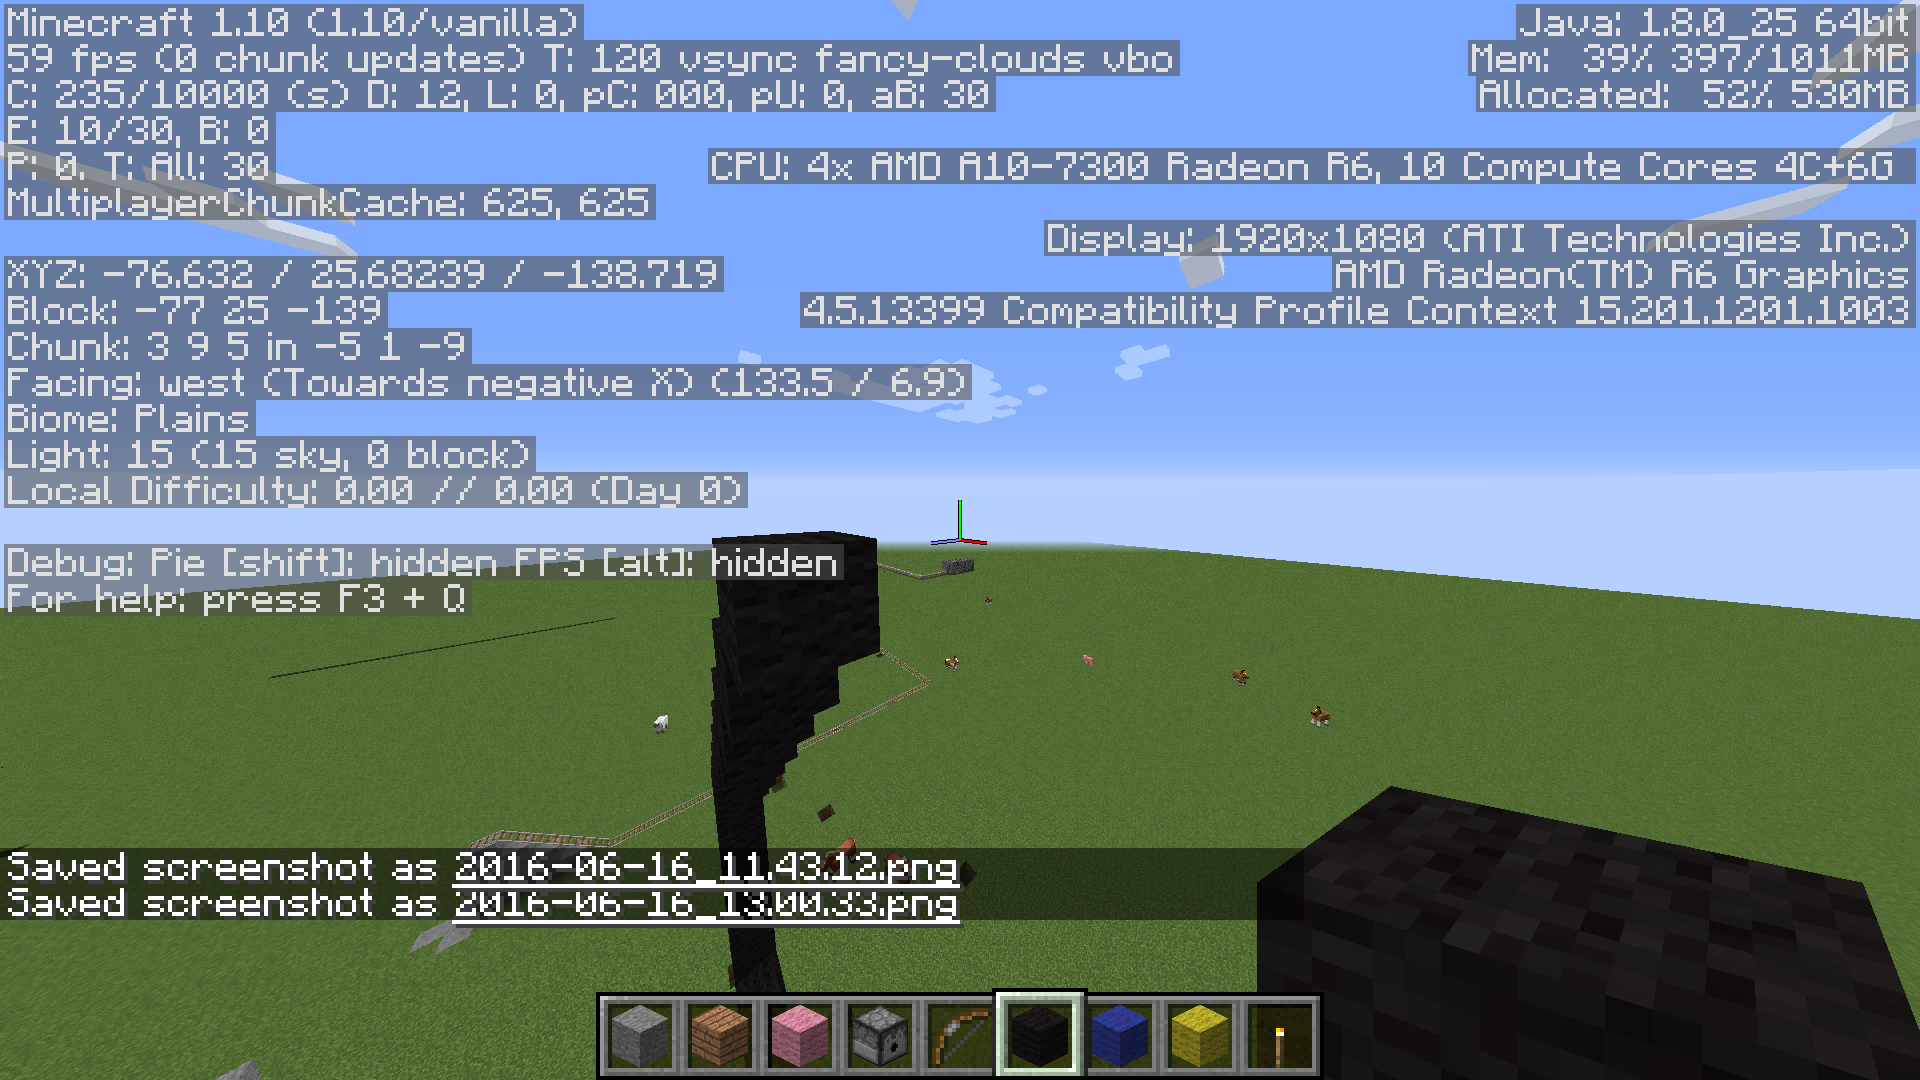 Minecraft 1.10 (1.10/vanilla)
59 fps (0 chunk updates) T: 120 vsync fancy-clouds vbo
C: 235/10000 (s) D: 12, L: 0, pC: 000, pU: 0, aB: 30
E: 10/30, B: 0
P: 0. T: All: 30
MultiplayerChunkCache: 625, 625
XYZ: -76.632 / 25.68239 / -138.719
Block: -77 25 -139
Chunk: 3 9 5 in -5 1 -9
Facing: west (Towards negative X) (133.5 / 6.9)
Biome: Plains
Light: 15 (15 sky, 0 block)
Local Difficulty: 0.00 // 0.00 (Day 0)
Debug: Pie [shift]: hidden FPS [alt]: hidden
For help: press F3 + Q
Java: 1.8.0_25 64bit
Mem: 39% 397/1011MB
Allocated: 52% 530MB
CPU: 4x AMD A10-7300 Radeon R6, 10 Compute Cores 4C+6G
Display: 1920x1080 (ATI Technologies Inc.)
AMD Radeon(TM) R6 Graphics
4.5.13399 Compatibility Profile Context 15.201.1201.1003
Saved screenshot as 2016-06-16_11.43.12.png
Saved screenshot as 2016-06-16_13.00.33.png